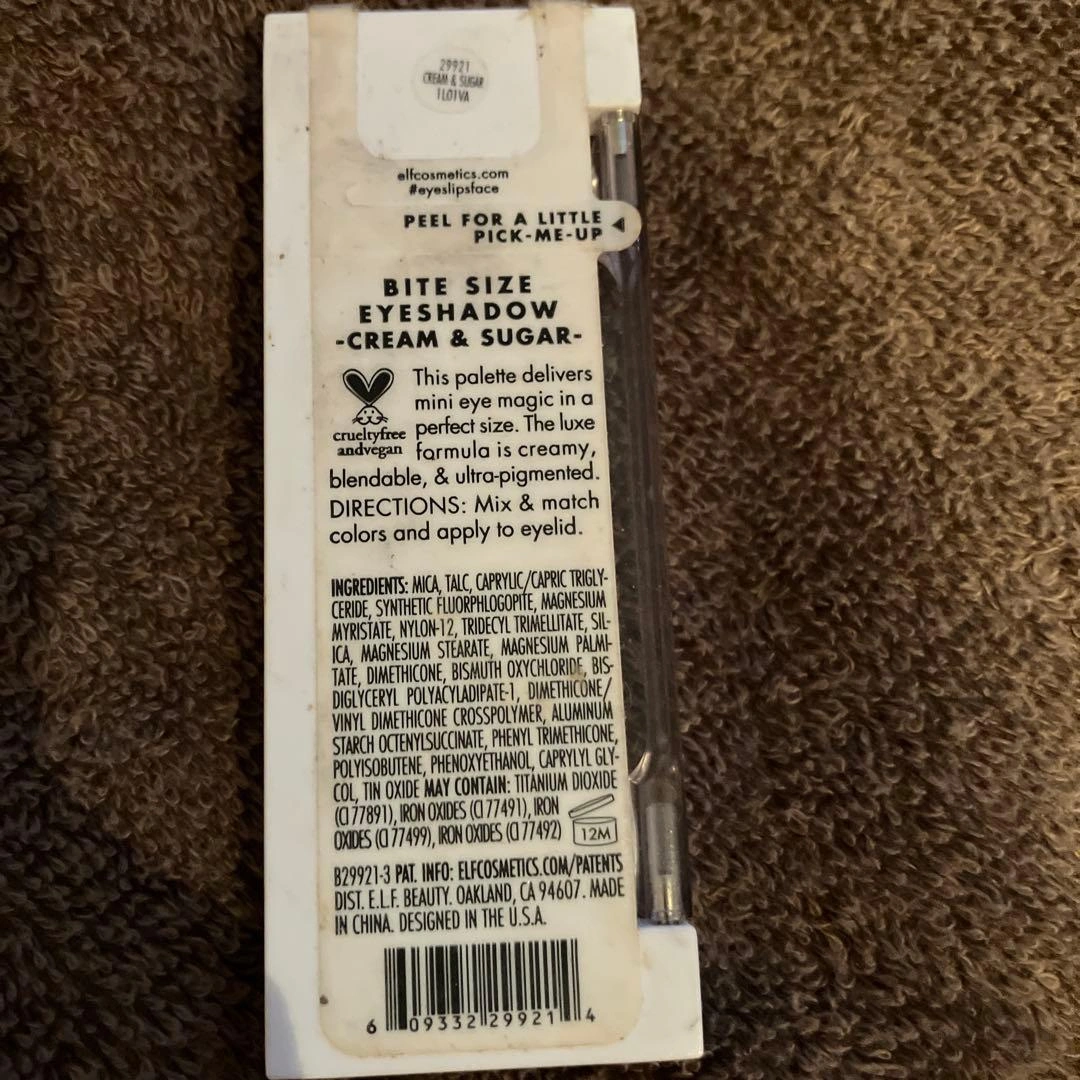 29921
CREAM & SUGAR
1L01VA
elfcosmetics.com
#eyeslipsface
PEEL FOR A LITTLE
PICK-ME-UP
BITE SIZE
EYESHADOW
-CREAM & SUGAR-
This palette delivers
mini eye magic in a
perfect size. The luxe
formula is creamy,
blendable, & ultra-pigmented.
crueltyfree
andvegan
DIRECTIONS: Mix & match
colors and apply to eyelid.
INGREDIENTS: MICA, TALC, CAPRYLIC/CAPRIC TRIGLY-
CERIDE, SYNTHETIC FLUORPHLOGOPITE, MAGNESIUM
MYRISTATE, NYLON-12, TRIDECYL TRIMELLITATE, SIL-
ICA, MAGNESIUM STEARATE, MAGNESIUM PALMI-
TATE, DIMETHICONE, BISMUTH OXYCHLORIDE, BIS-
DIGLYCERYL POLYACYLADIPATE-1, DIMETHICONE/
VINYL DIMETHICONE CROSSPOLYMER, ALUMINUM
STARCH OCTENYLSUCCINATE, PHENYL TRIMETHICONE,
POLYISOBUTENE, PHENOXYETHANOL, CAPRYLYL GLY-
COL, TIN OXIDE MAY CONTAIN: TITANIUM DIOXIDE
(CI 77891), IRON OXIDES (CI 77491), IRON
OXIDES (CI 77499), IRON OXIDES (CI 77492)
12M
B29921-3 PAT. INFO: ELFCOSMETICS.COM/PATENTS
DIST. E.L.F. BEAUTY. OAKLAND, CA 94607. MADE
IN CHINA. DESIGNED IN THE U.S.A.
6 09332 29921 4